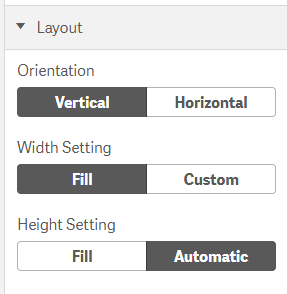 Layout
Orientation
Vertical Horizontal
Width Setting
Fill Custom
Height Setting
Fill Automatic